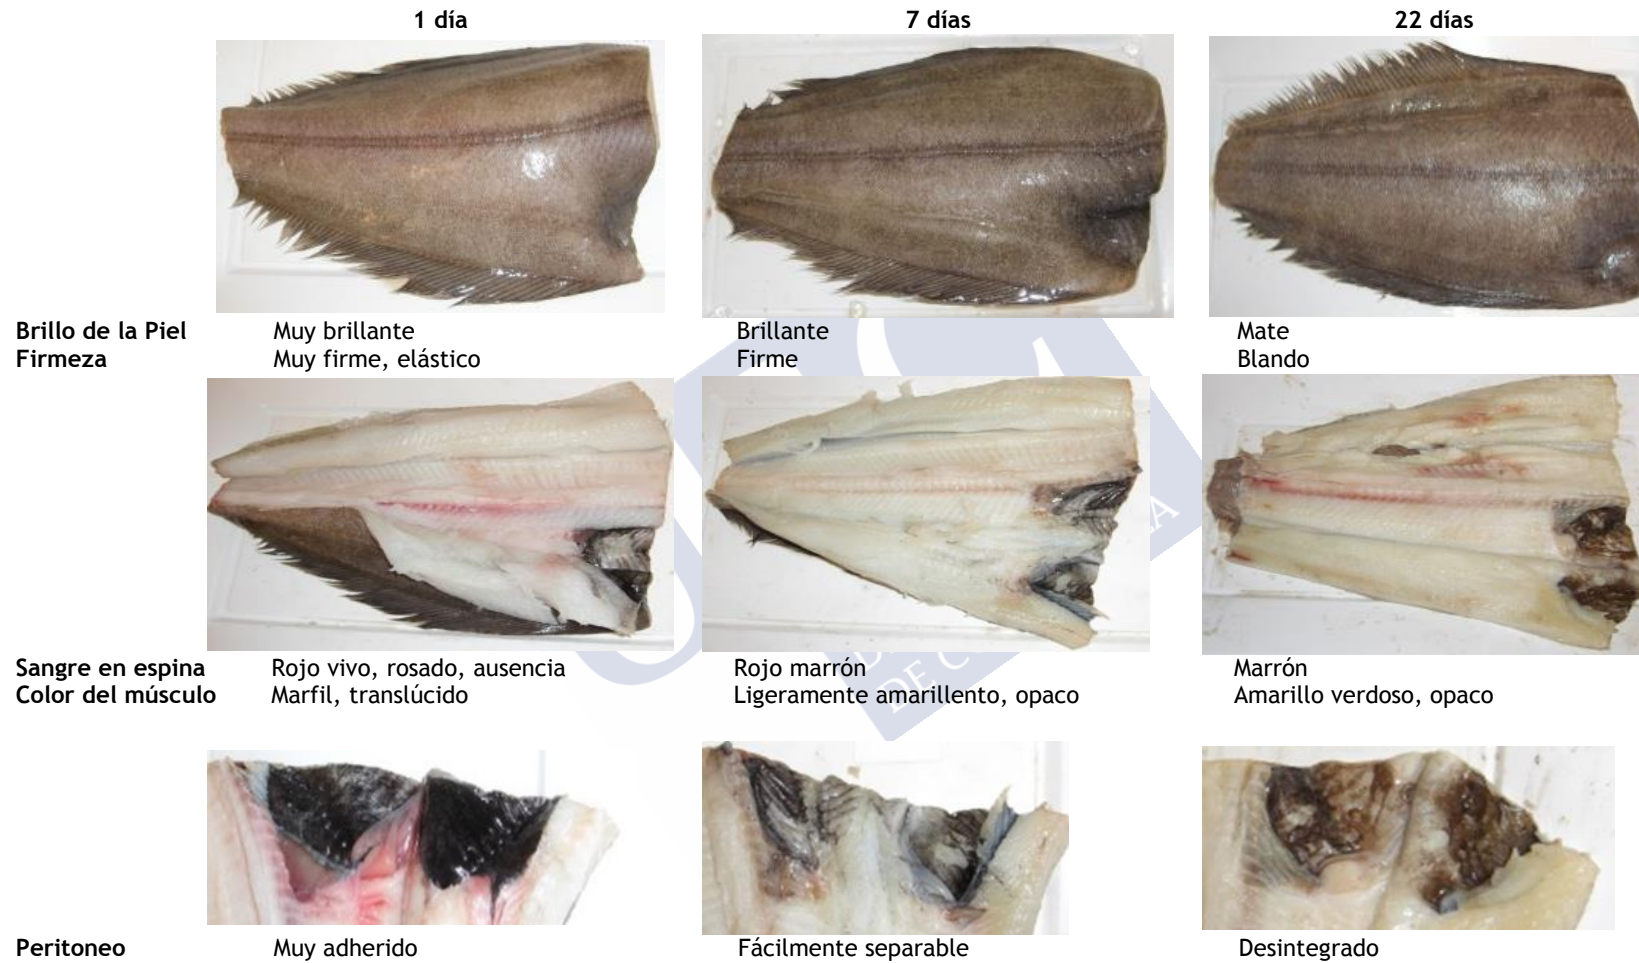 1 día 7 días 22 días
Brillo de la Piel Muy brillante Brillante Mate
Firmeza Muy firme, elástico Firme Blando
Sangre en espina Rojo vivo, rosado, ausencia Rojo marrón Marrón
Color del músculo Marfil, translúcido Ligeramente amarillento, opaco Amarillo verdoso, opaco
Peritoneo Muy adherido Fácilmente separable Desintegrado
DE